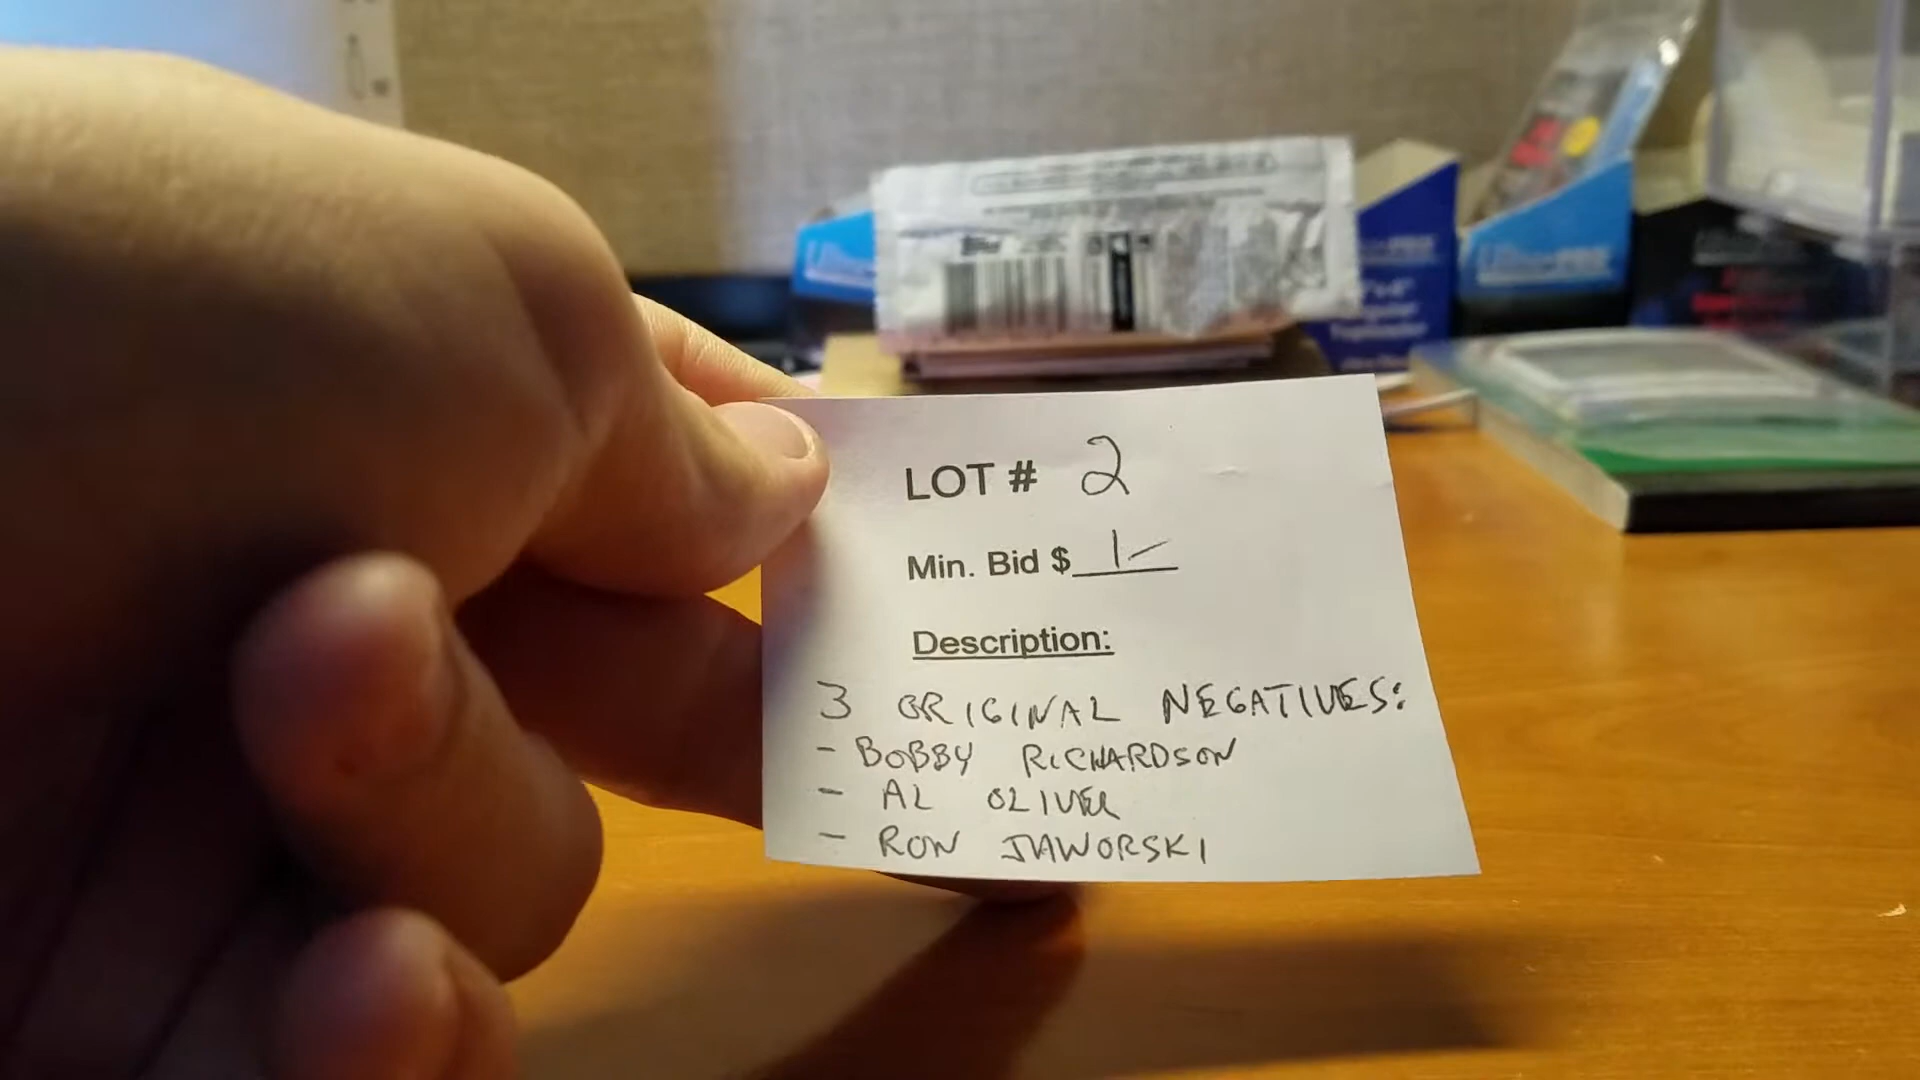 LOT # 2
Min. Bid $ 1-
Description:
3 ORIGINAL NEGATIVES:
- BOBBY RICHARDSON
- AL OLIVER
- RON JAWORSKI